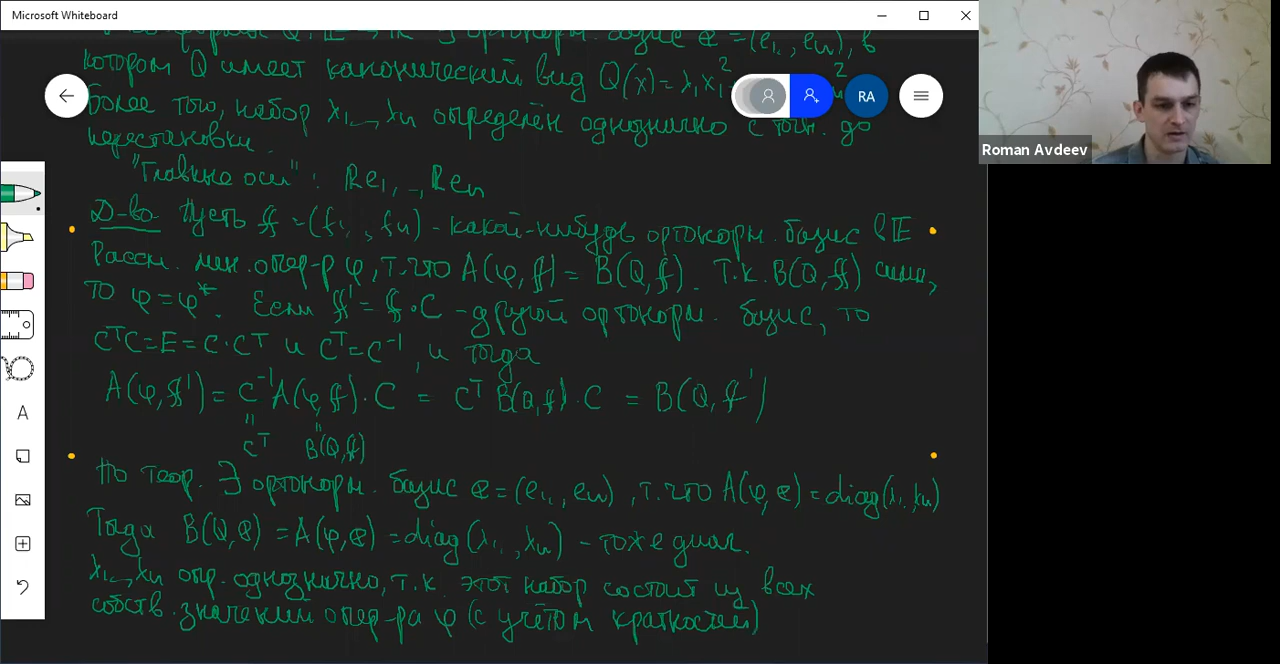 Microsoft Whiteboard
Roman Avdeev
RA
A
ортонорм. базис e = (e₁,, eₙ), в
котором Q имеет канонический вид Q(x) = λ₁x₁²
Более того, набор λ₁,…,λₙ определён однозначно с точн. до
перестановки.
"Главные оси": ℝe₁, …, ℝeₙ
Д-во Пусть f = (f₁,, fₙ) – какой-нибудь ортонорм. базис в 𝔼
Рассм. лин. опер-р φ, т.что A(φ,f) = B(Q,f). Т.к. B(Q,f) симм,
то φ=φ*. Если f' = f·C – другой ортонорм. базис, то
CᵀC=E=C·Cᵀ и Cᵀ=C⁻¹, и тогда
A(φ,f') = C⁻¹A(φ,f)·C = CᵀB(Q,f)·C = B(Q,f')
" "
Cᵀ B(Q,f)
По теор. ∃ ортонорм. базис e = (e₁,, eₙ), т.что A(φ,e) = diag(λ₁, λₙ)
Тогда B(Q,e) = A(φ,e) = diag(λ₁,, λₙ) – тоже диаг.
λ₁,…,λₙ опр. однозначно, т.к. этот набор состоит из всех
собств. значений опер-ра φ (с учётом кратностей)